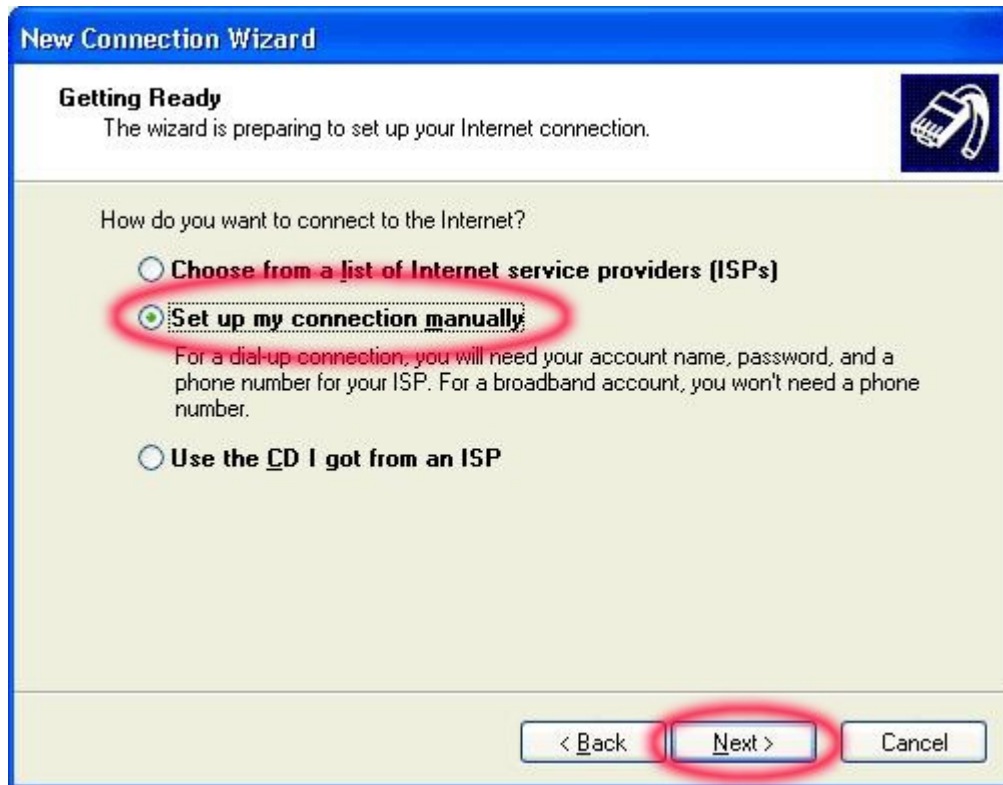 New Connection Wizard
Getting Ready
The wizard is preparing to set up your Internet connection.
How do you want to connect to the Internet?
Choose from a list of Internet service providers (ISPs)
Set up my connection manually
For a dial-up connection, you will need your account name, password, and a
phone number for your ISP. For a broadband account, you won't need a phone
number.
Use the CD I got from an ISP
< Back Next > Cancel